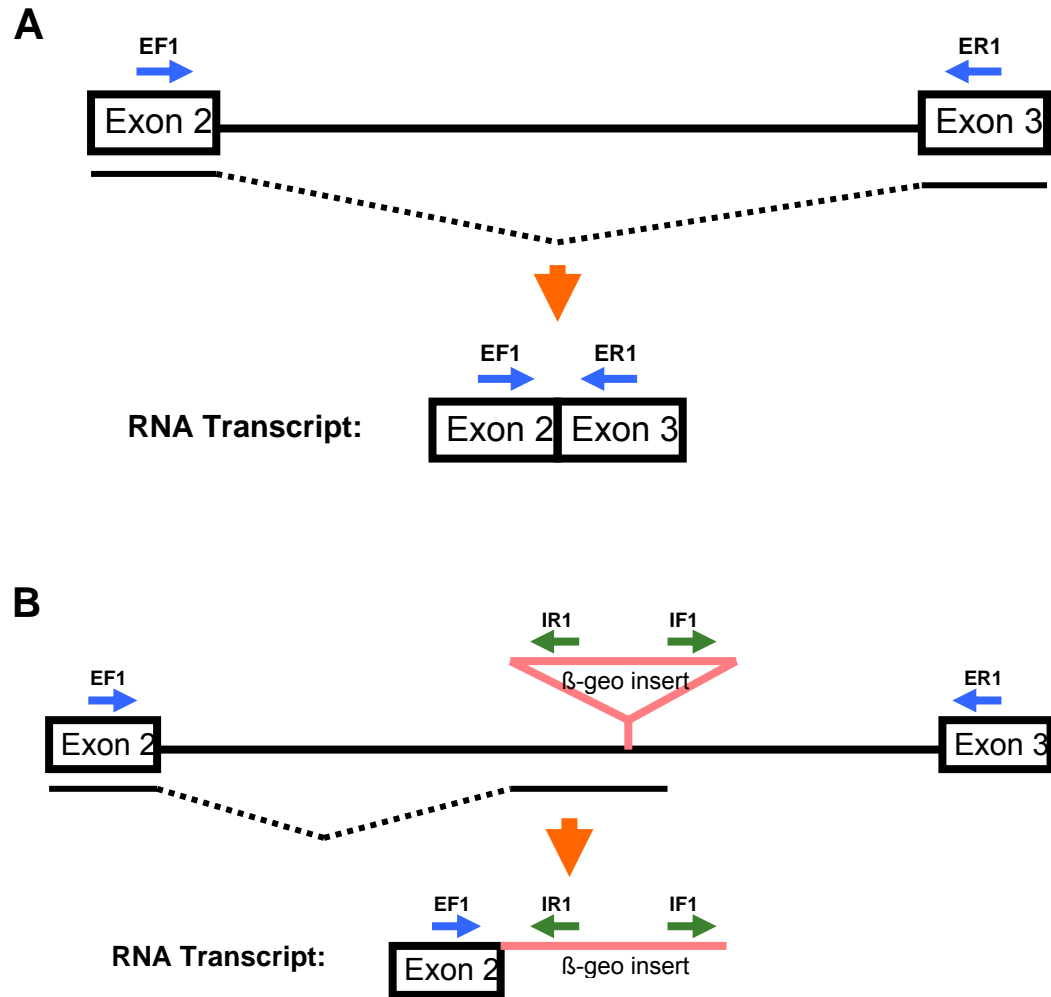 A
EF1
ER1
Exon 2
Exon 3
EF1
ER1
RNA Transcript:
Exon 2
Exon 3
B
IR1
IF1
ß-geo insert
EF1
ER1
Exon 2
Exon 3
EF1
IR1
IF1
RNA Transcript:
Exon 2
ß-geo insert